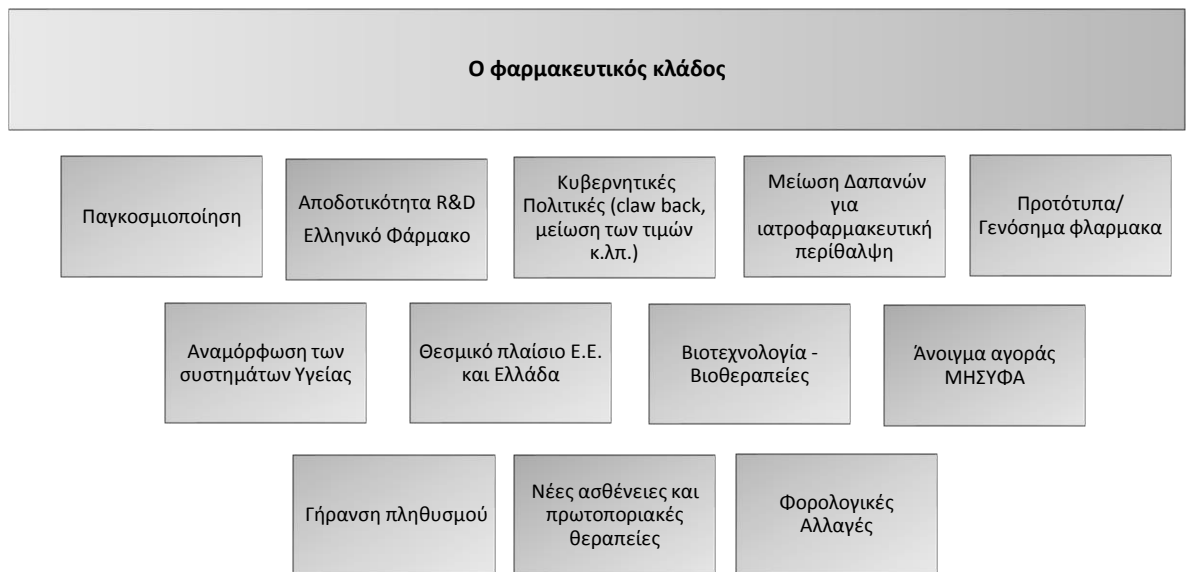 Ο φαρμακευτικός κλάδος
Παγκοσμιοποίηση
Αποδοτικότητα R&D
Ελληνικό Φάρμακο
Κυβερνητικές
Πολιτικές (claw back,
μείωση των τιμών
κ.λπ.)
Μείωση Δαπανών
για
ιατροφαρμακευτική
περίθαλψη
Προτότυπα/
Γενόσημα φλαρμακα
Αναμόρφωση των
συστημάτων Υγείας
Θεσμικό πλαίσιο Ε.Ε.
και Ελλάδα
Βιοτεχνολογία -
Βιοθεραπείες
Άνοιγμα αγοράς
ΜΗΣΥΦΑ
Γήρανση πληθυσμού
Νέες ασθένειες και
πρωτοποριακές
θεραπείες
Φορολογικές
Αλλαγές